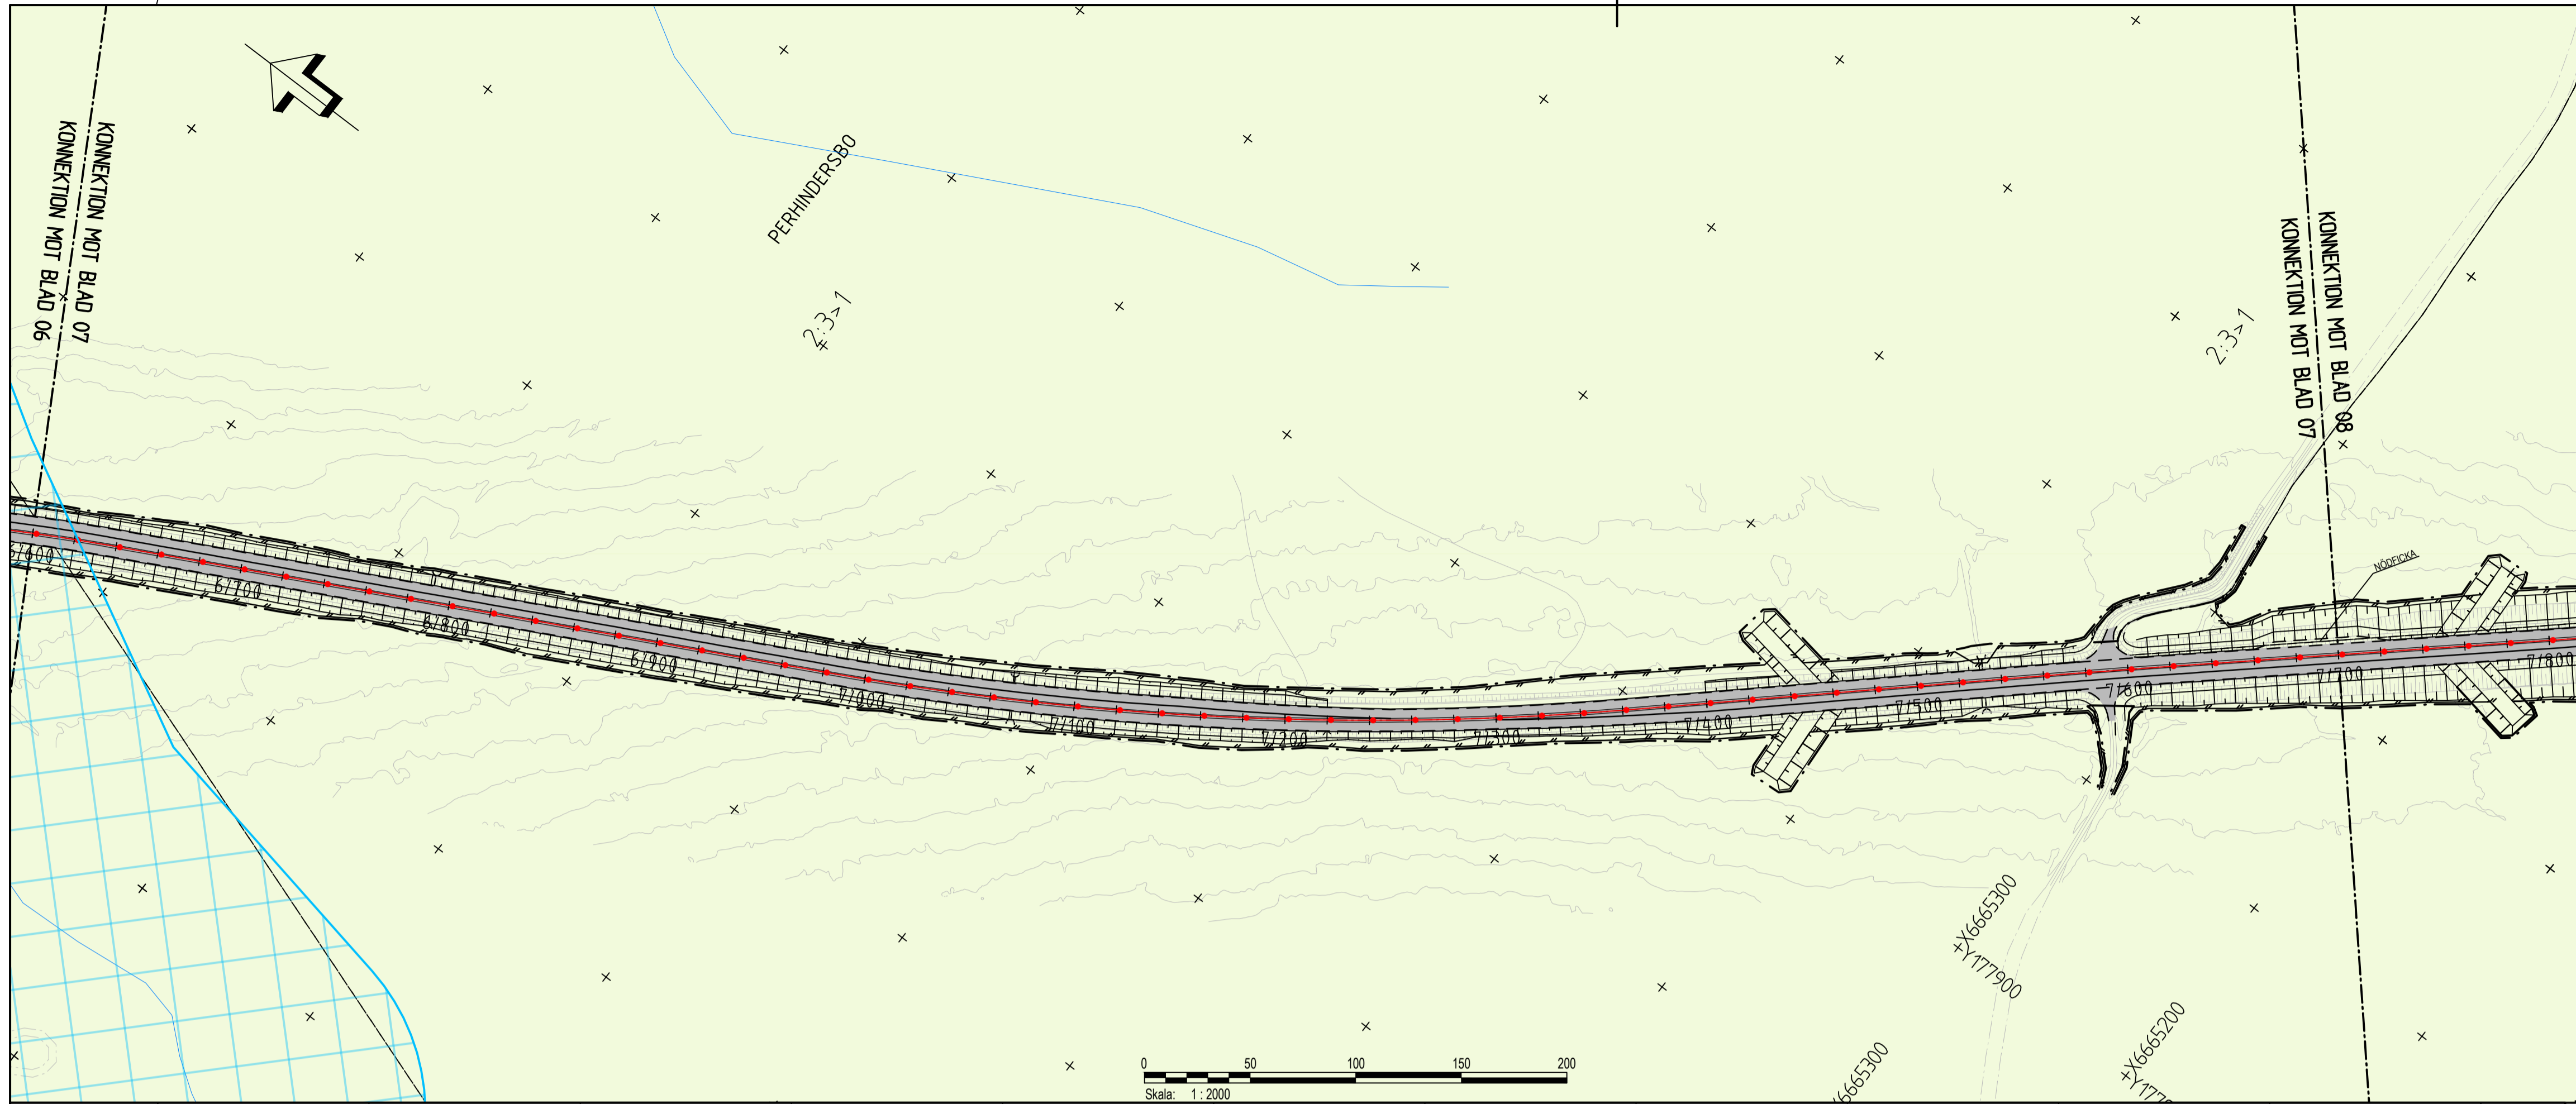 KONNEKTION MOT BLAD 07
KONNEKTION MOT BLAD 06
PERHINDERSBO
2:3>1
2:3>1
KONNEKTION MOT BLAD 08
KONNEKTION MOT BLAD 07
NÖDFICKA
6/600
6/700
6/800
6/900
7/000
7/100
7/200
7/300
7/400
7/500
7/600
7/700
7/800
+X6665300
+Y177900
+X6665200
6665300
0 50 100 150 200
Skala: 1 : 2000